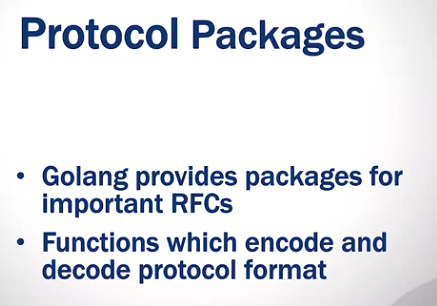 Protocol Packages
• Golang provides packages for
important RFCs
• Functions which encode and
decode protocol format